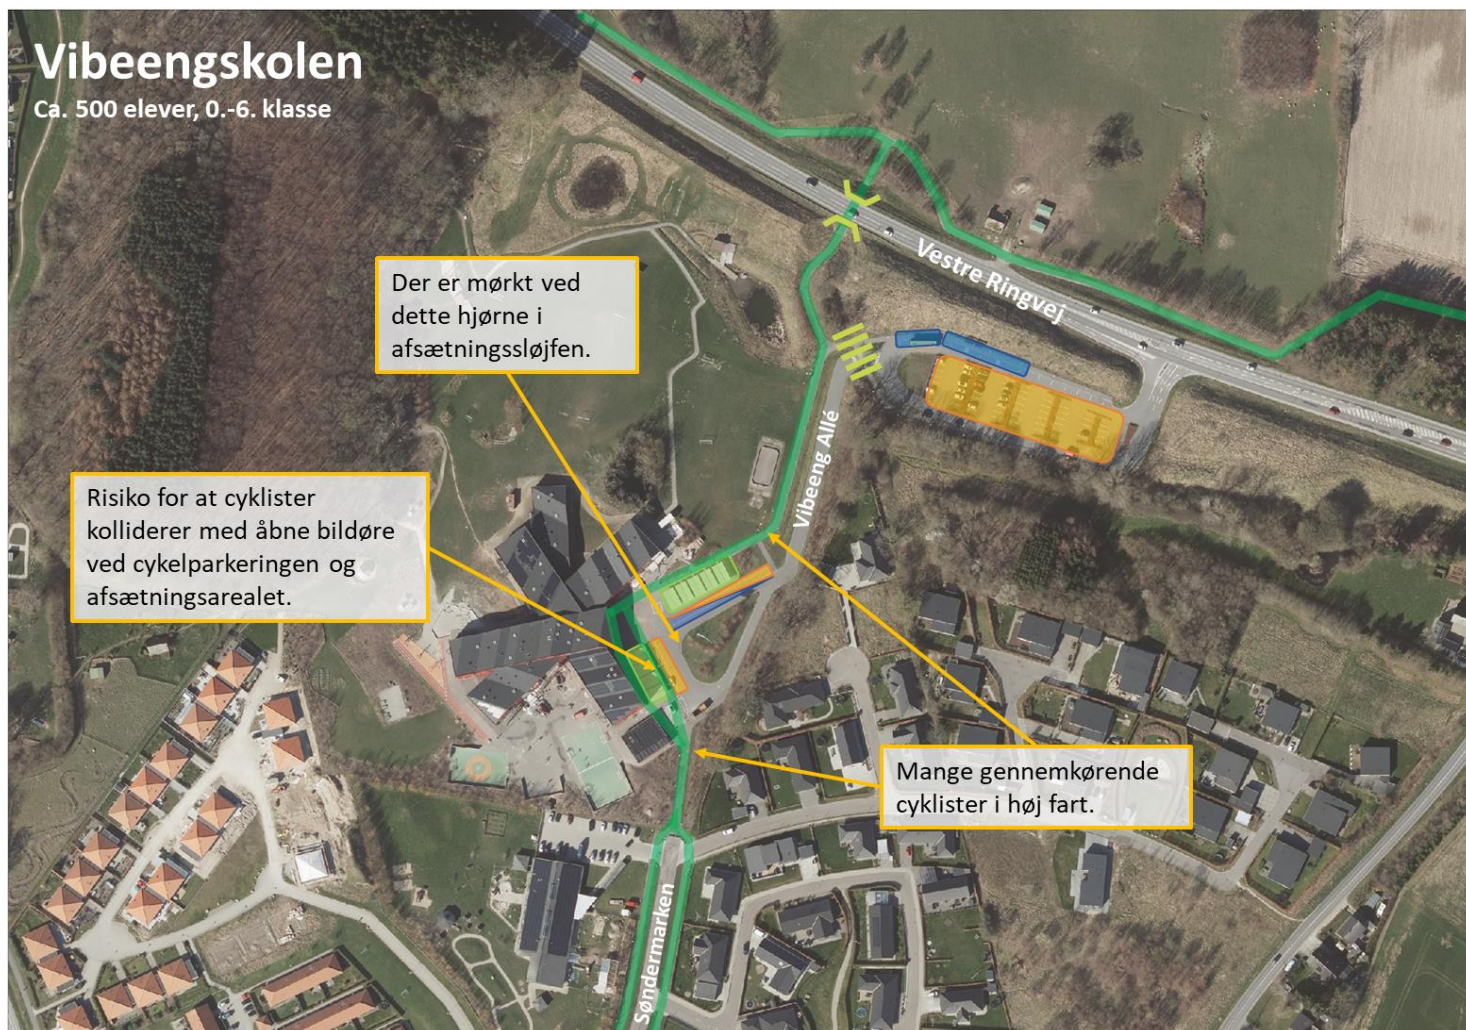 Vibeengskolen
Ca. 500 elever, 0.-6. klasse
Vestre Ringvej
Der er mørkt ved
dette hjørne i
afsætningssløjfen.
Vibeeng Allé
Risiko for at cyklister
kolliderer med åbne bildøre
ved cykelparkeringen og
afsætningsarealet.
Mange gennemkørende
cyklister i høj fart.
Søndermarken